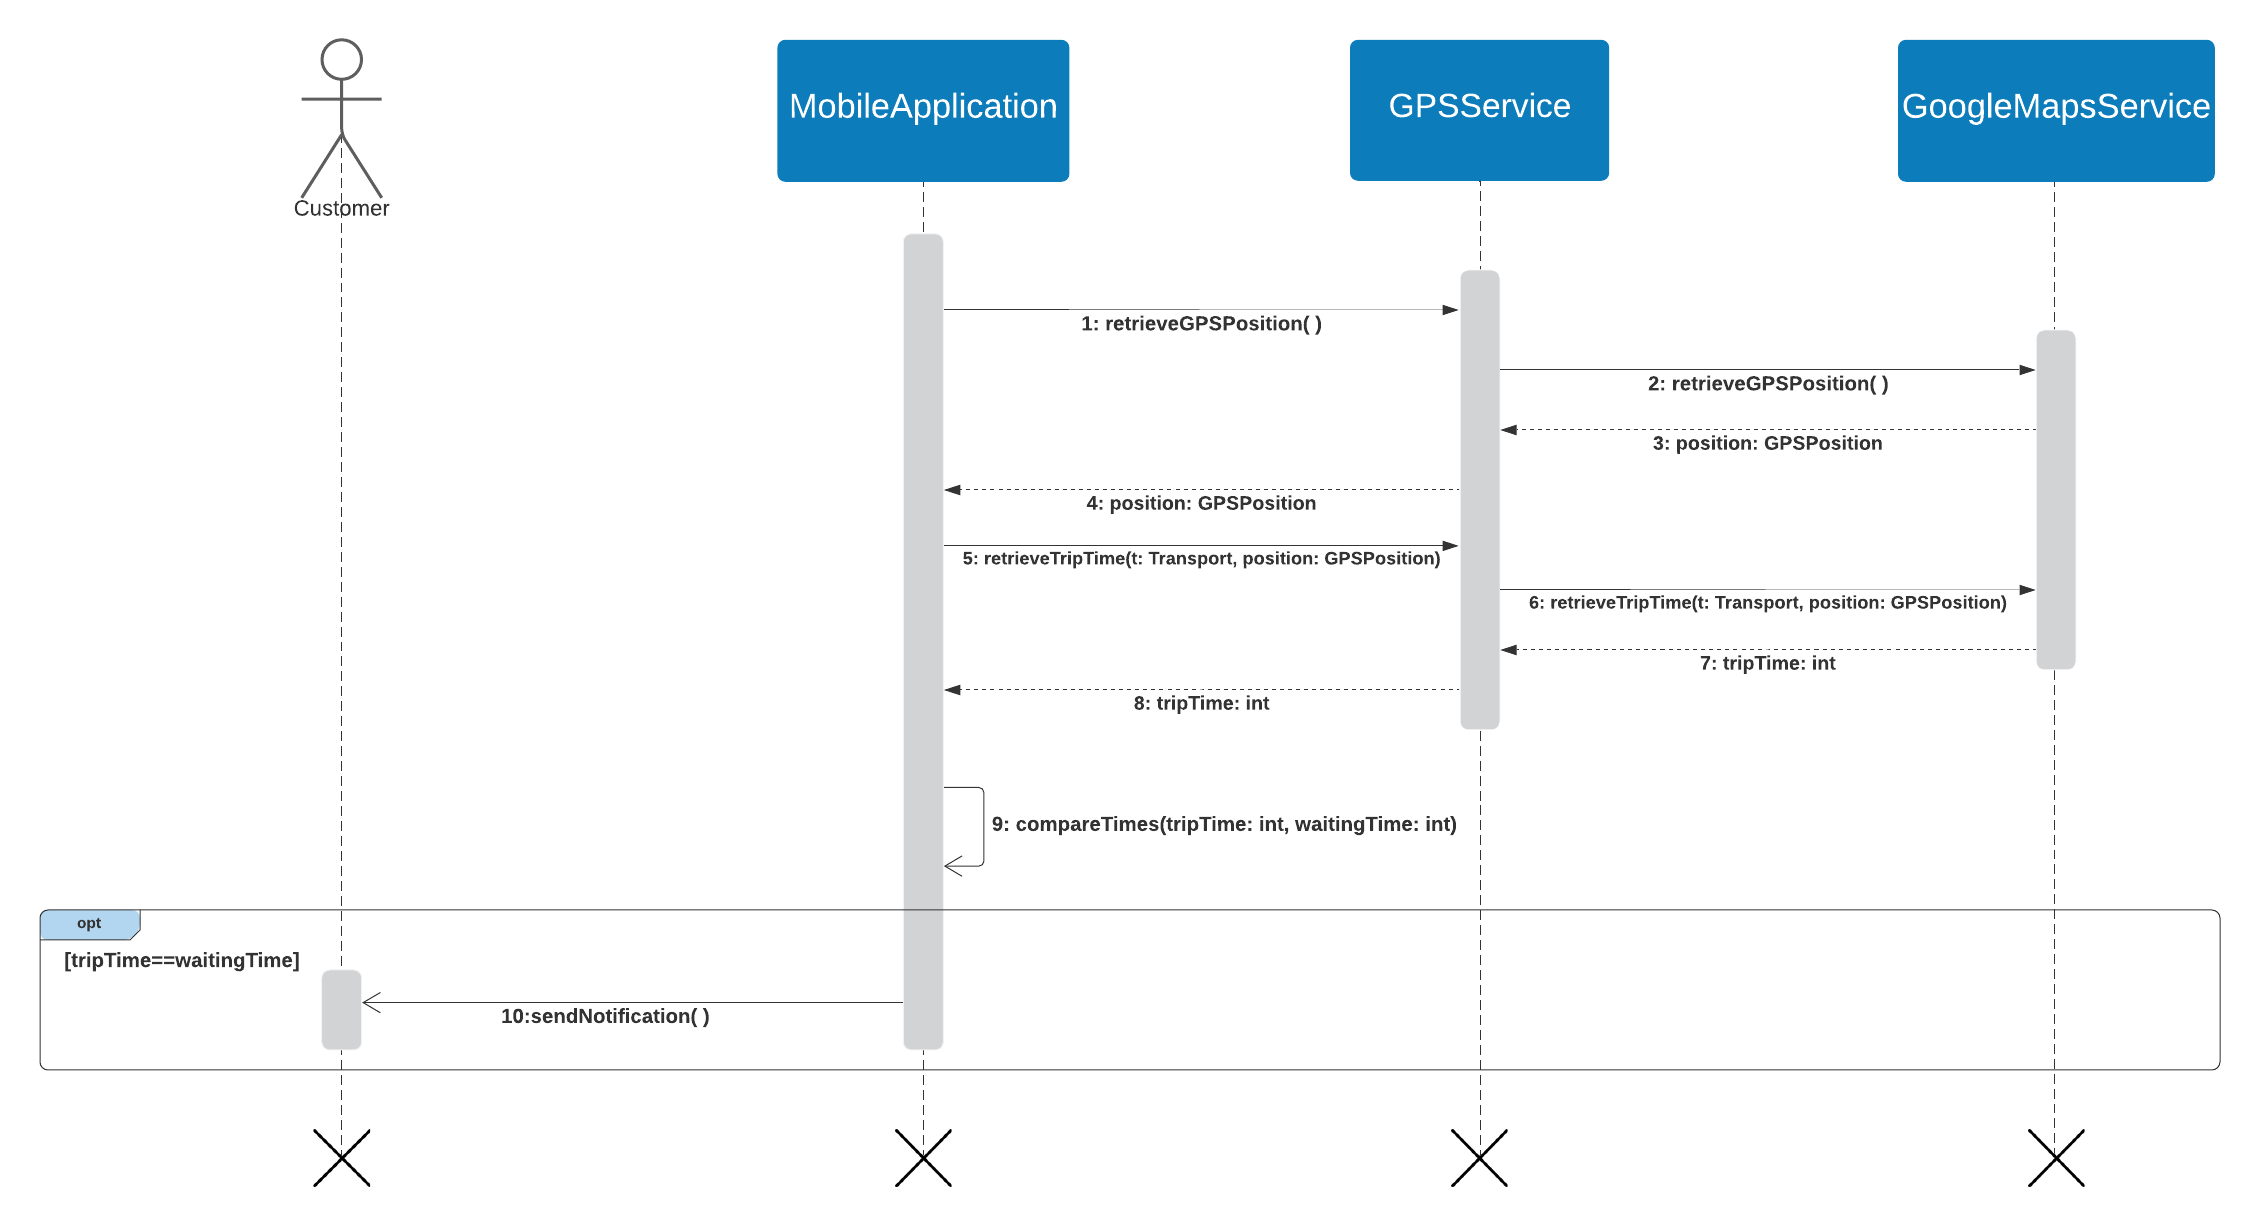 Customer
MobileApplication
GPSService
GoogleMapsService
1: retrieveGPSPosition( )
2: retrieveGPSPosition( )
3: position: GPSPosition
4: position: GPSPosition
5: retrieveTripTime(t: Transport, position: GPSPosition)
6: retrieveTripTime(t: Transport, position: GPSPosition)
7: tripTime: int
8: tripTime: int
9: compareTimes(tripTime: int, waitingTime: int)
opt
[tripTime==waitingTime]
10:sendNotification( )